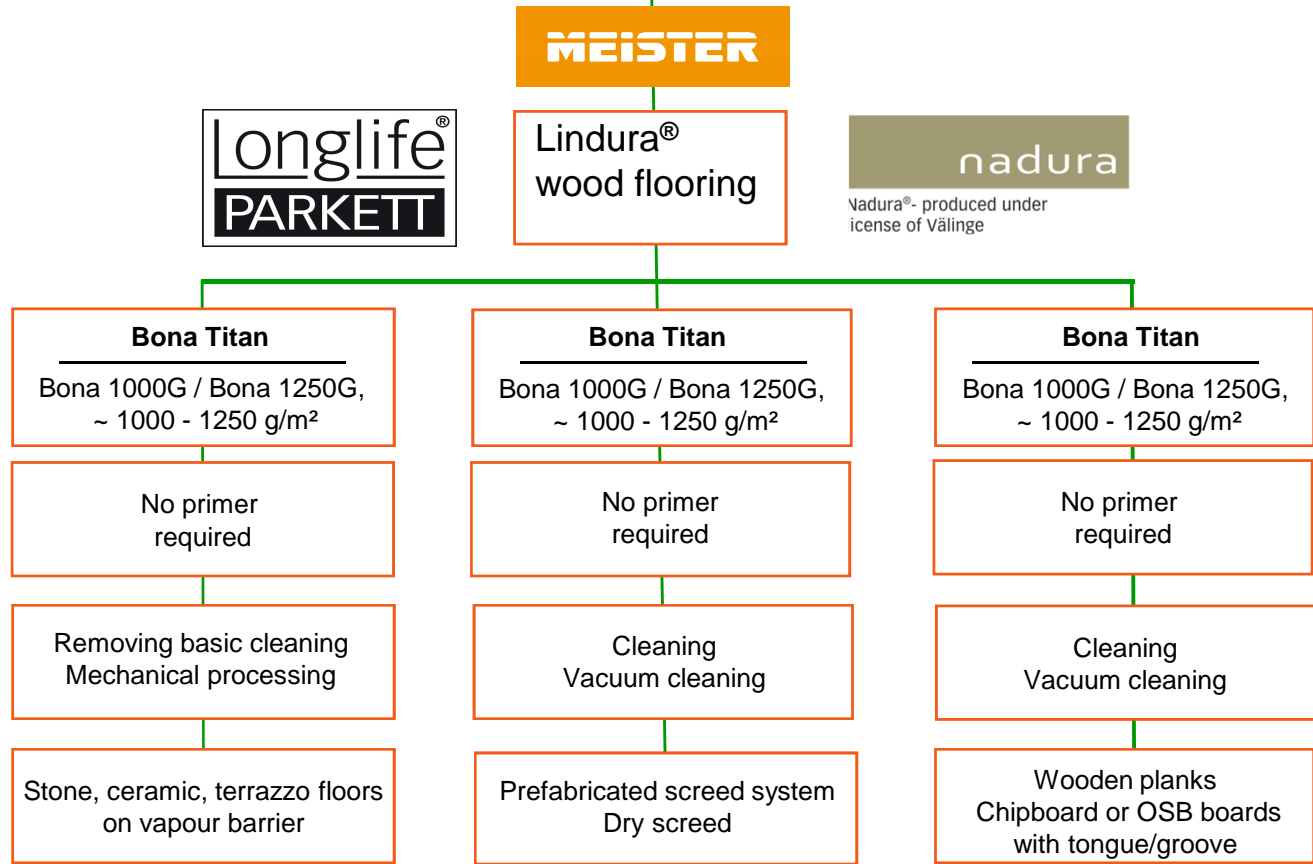 MEISTER
Longlife®
PARKETT
Lindura®
wood flooring
nadura
Nadura®- produced under
icense of Välinge
Bona Titan
Bona 1000G / Bona 1250G,
~ 1000 - 1250 g/m²
No primer
required
Removing basic cleaning
Mechanical processing
Stone, ceramic, terrazzo floors
on vapour barrier
Bona Titan
Bona 1000G / Bona 1250G,
~ 1000 - 1250 g/m²
No primer
required
Cleaning
Vacuum cleaning
Prefabricated screed system
Dry screed
Bona Titan
Bona 1000G / Bona 1250G,
~ 1000 - 1250 g/m²
No primer
required
Cleaning
Vacuum cleaning
Wooden planks
Chipboard or OSB boards
with tongue/groove